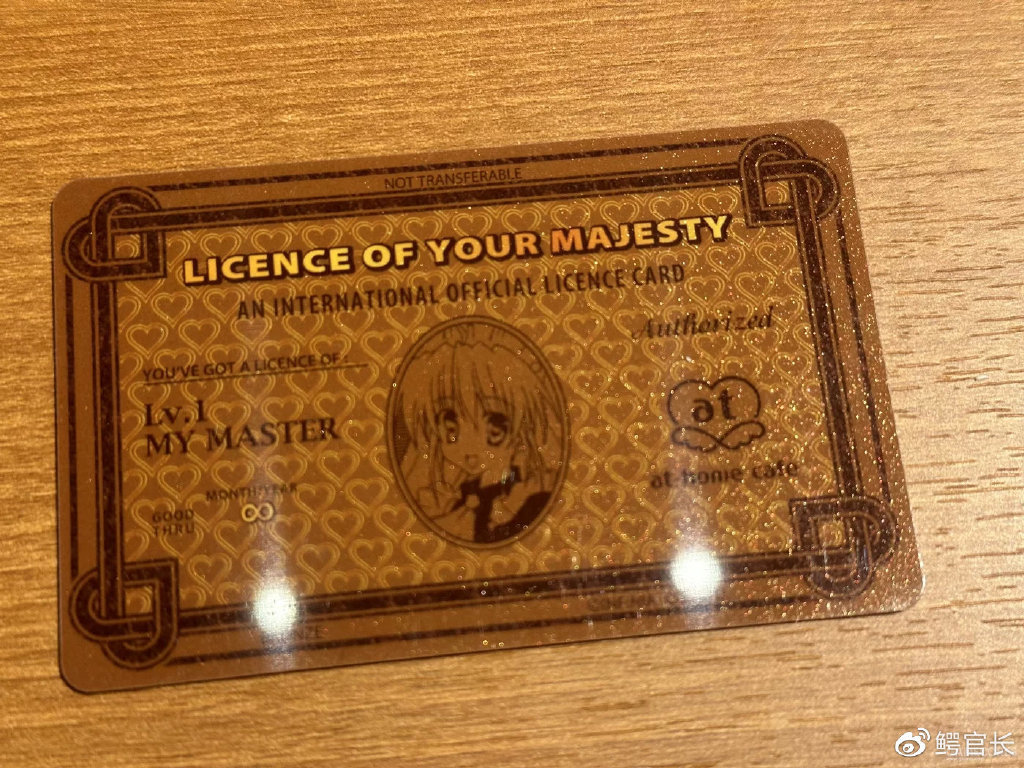 NOT TRANSFERABLE
LICENCE OF YOUR MAJESTY
AN INTERNATIONAL OFFICIAL LICENCE CARD
Authorized
YOU'VE GOT A LICENCE OF
Lv.1
MY MASTER
MONTH/YEAR
GOOD
THRU
∞
at
at-home cafe
鳄官长